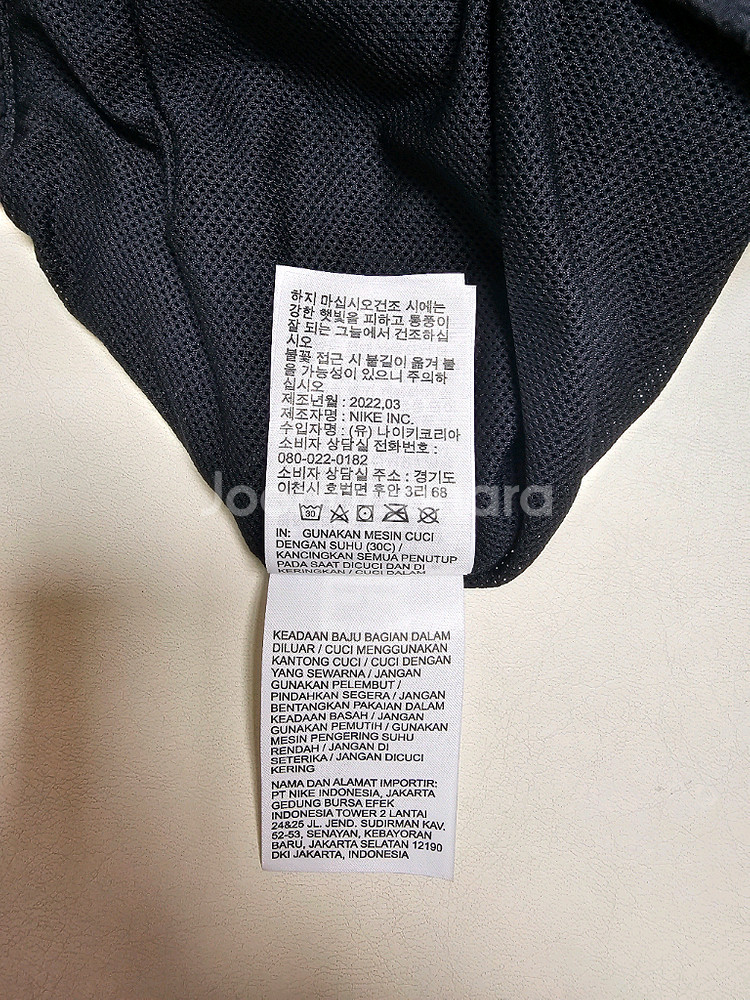 하지 마십시오건조 시에는
강한 햇빛을 피하고 통풍이
잘 되는 그늘에서 건조하십
시오
불꽃 접근 시 불길이 옮겨 붙
을 가능성이 있으니 주의하
십시오
제조년월 : 2022,03
제조자명 : NIKE INC.
수입자명 : (유) 나이키코리아
소비자 상담실 전화번호 :
080-022-0182
소비자 상담실 주소 : 경기도
이천시 호법면 후안 3리 68
30
IN: GUNAKAN MESIN CUCI
DENGAN SUHU (30C) /
KANCINGKAN SEMUA PENUTUP
PADA SAAT DICUCI DAN DI
KERINGKAN / CUCI DALAM
KEADAAN BAJU BAGIAN DALAM
DILUAR / CUCI MENGGUNAKAN
KANTONG CUCI / CUCI DENGAN
YANG SEWARNA / JANGAN
GUNAKAN PELEMBUT /
PINDAHKAN SEGERA / JANGAN
BENTANGKAN PAKAIAN DALAM
KEADAAN BASAH / JANGAN
GUNAKAN PEMUTIH / GUNAKAN
MESIN PENGERING SUHU
RENDAH / JANGAN DI
SETERIKA / JANGAN DICUCI
KERING
NAMA DAN ALAMAT IMPORTIR:
PT NIKE INDONESIA, JAKARTA
GEDUNG BURSA EFEK
INDONESIA TOWER 2 LANTAI
24&25 JL. JEND. SUDIRMAN KAV.
52-53, SENAYAN, KEBAYORAN
BARU, JAKARTA SELATAN 12190
DKI JAKARTA, INDONESIA